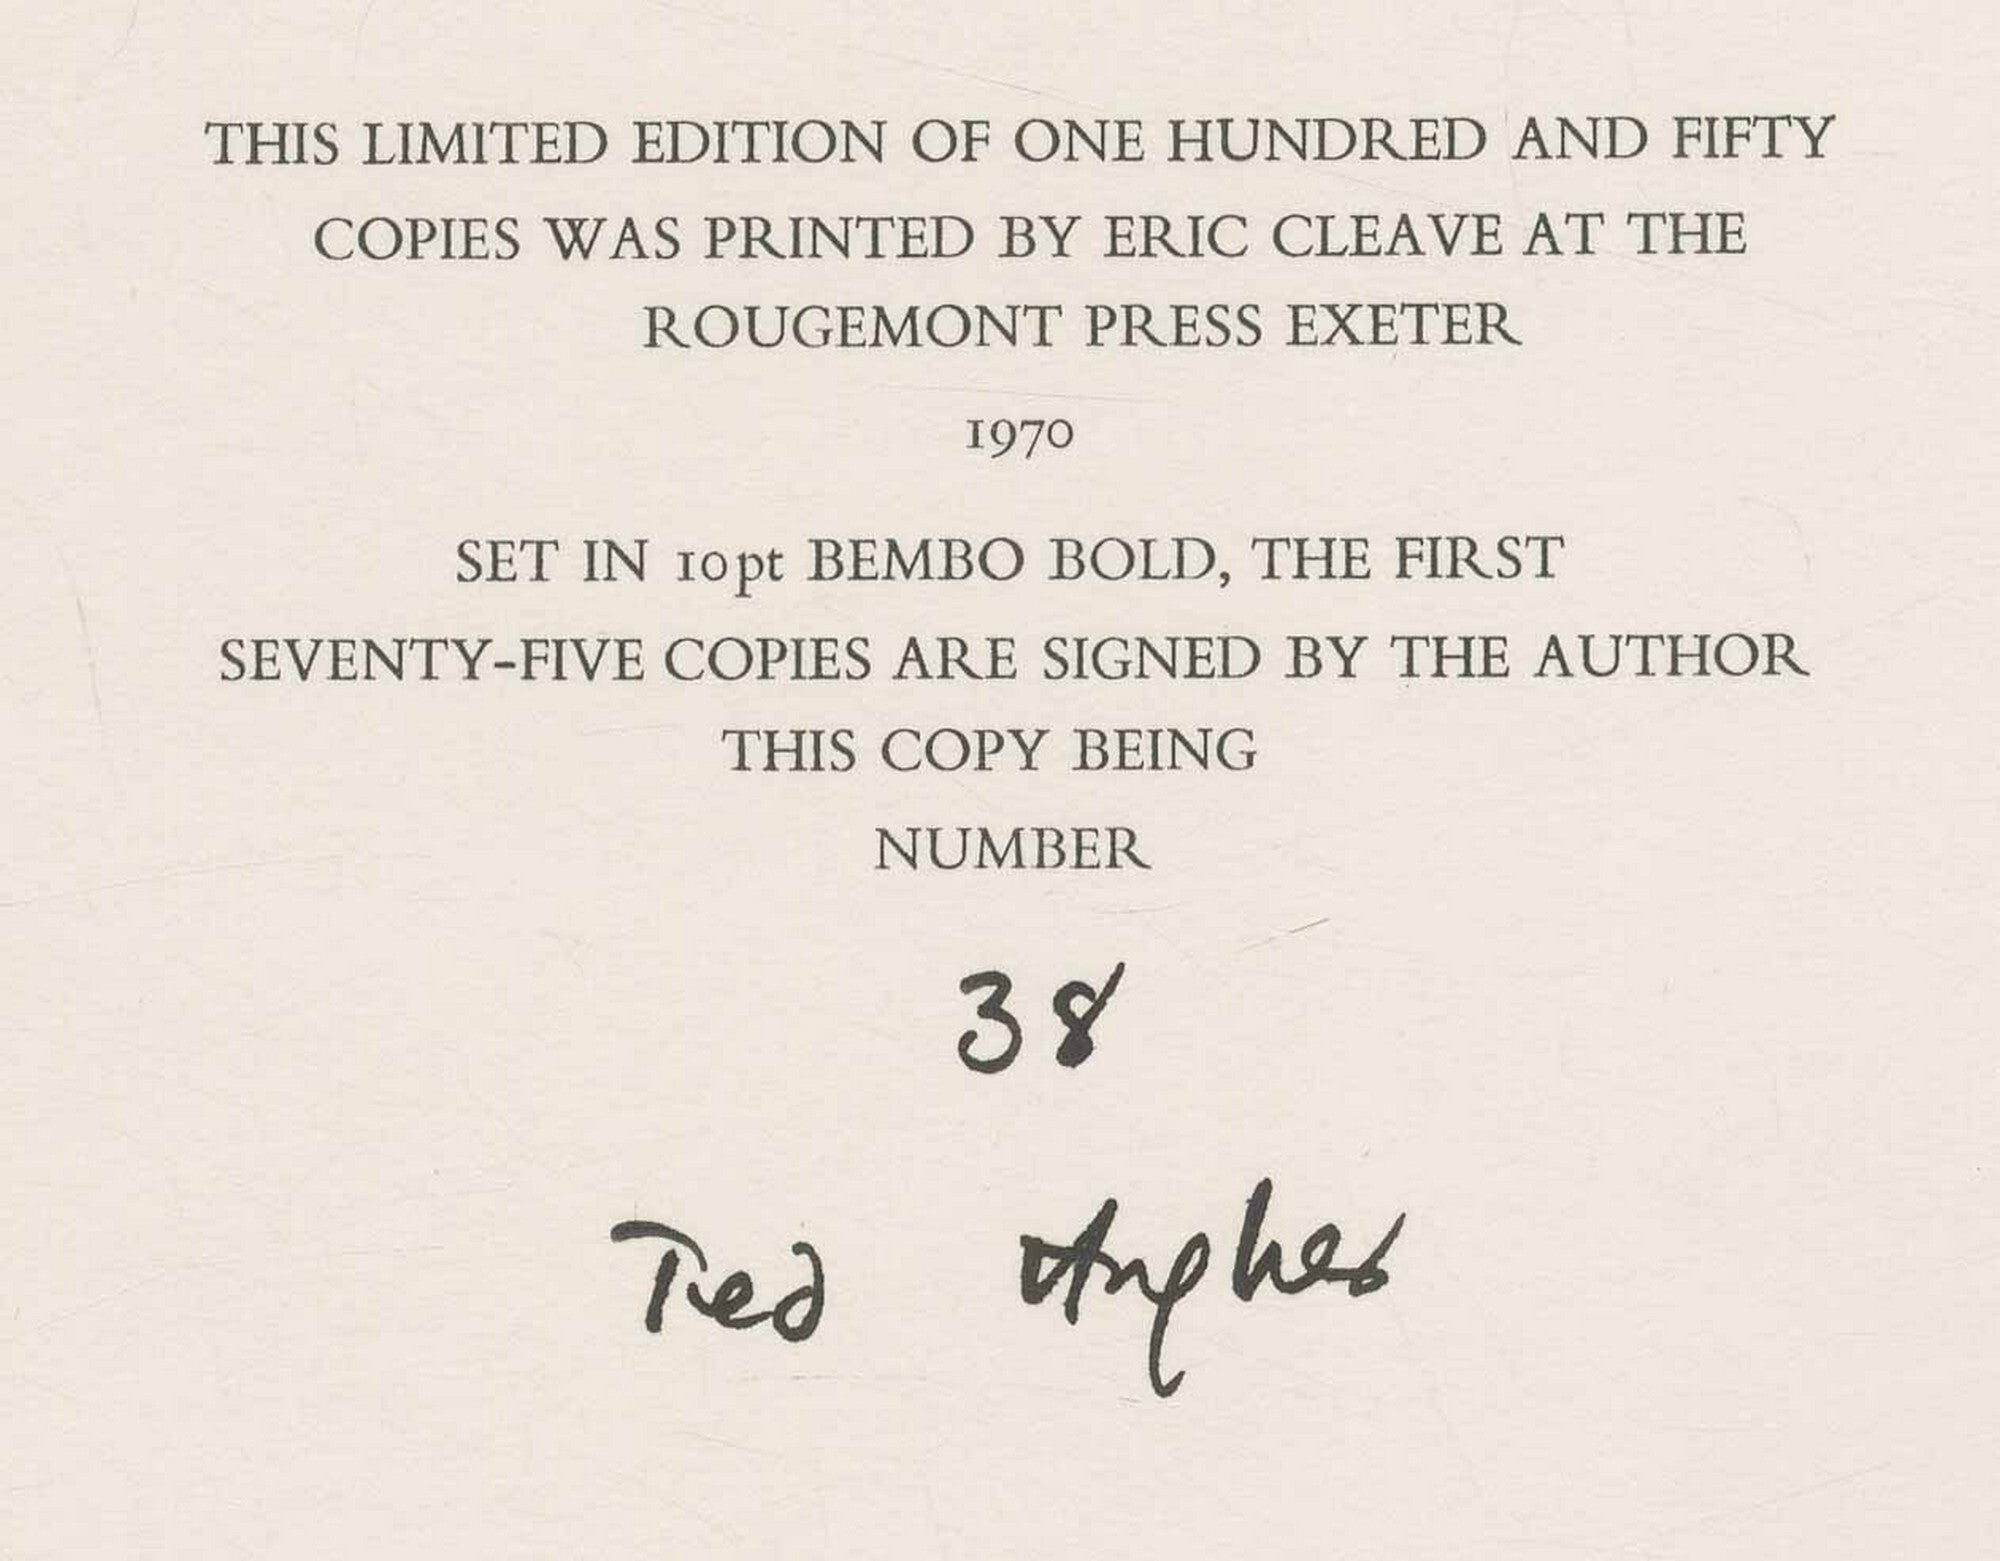 THIS LIMITED EDITION OF ONE HUNDRED AND FIFTY
COPIES WAS PRINTED BY ERIC CLEAVE AT THE
ROUGEMONT PRESS EXETER
1970
SET IN 10pt BEMBO BOLD, THE FIRST
SEVENTY-FIVE COPIES ARE SIGNED BY THE AUTHOR
THIS COPY BEING
NUMBER
38
Ted Hughes